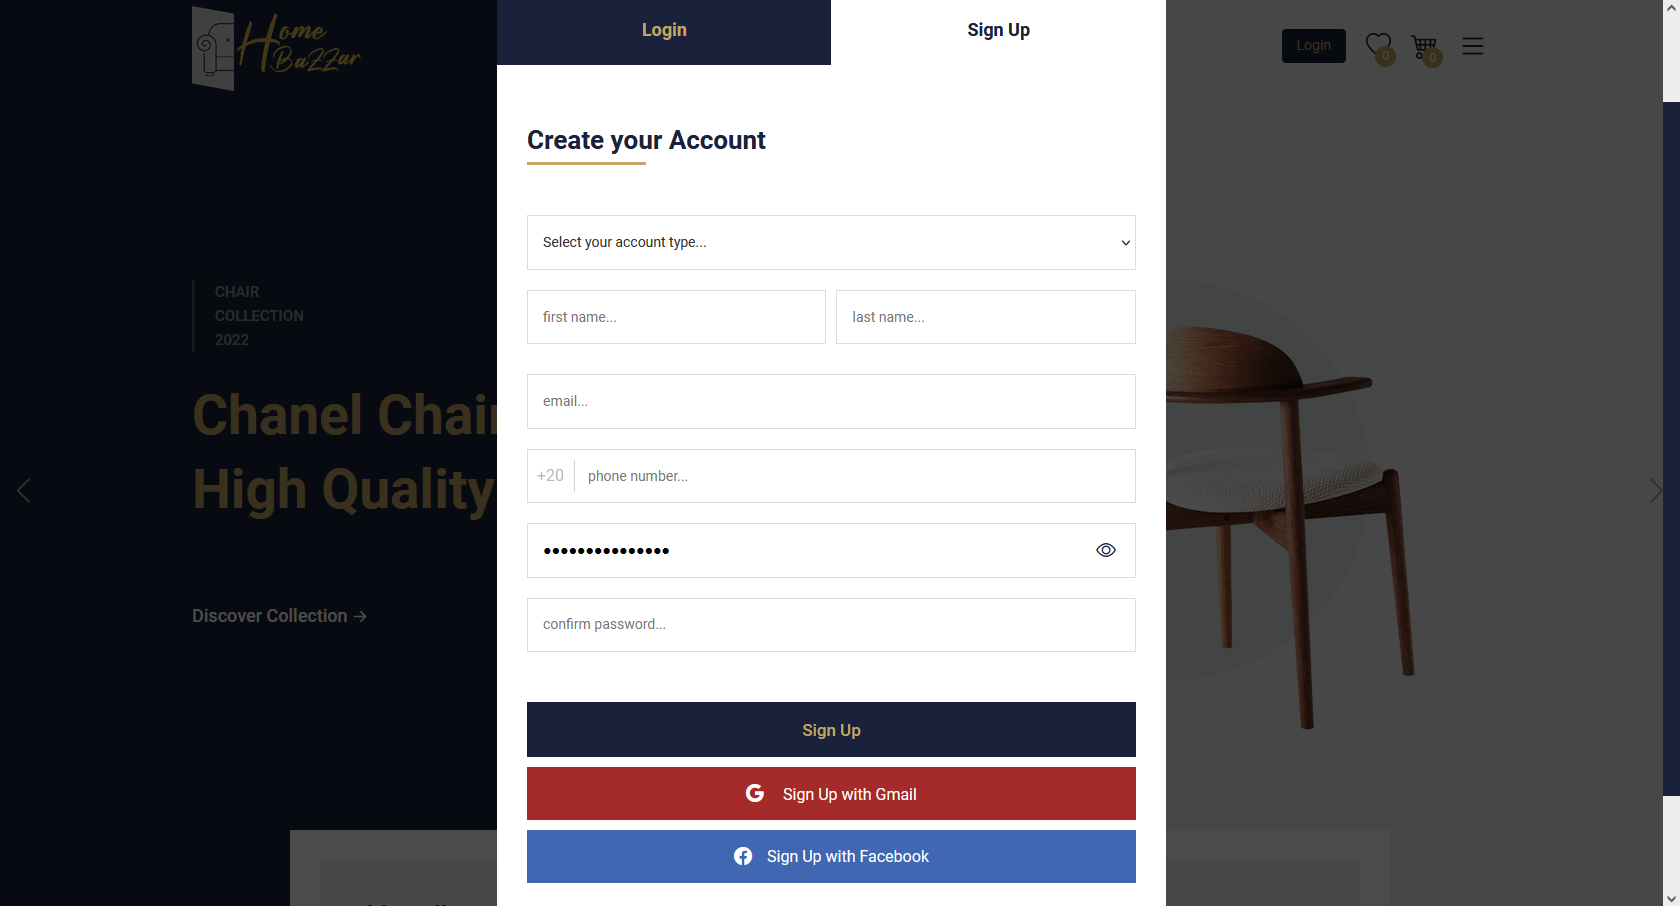 Home
BaZZar
Login
Sign Up
Login
0
0
Create your Account
Select your account type...
first name...
last name...
email...
+20
phone number...
•••••••••••••••
confirm password...
Sign Up
G Sign Up with Gmail
Sign Up with Facebook
CHAIR
COLLECTION
2022
Chanel Chair
High Quality
Discover Collection →